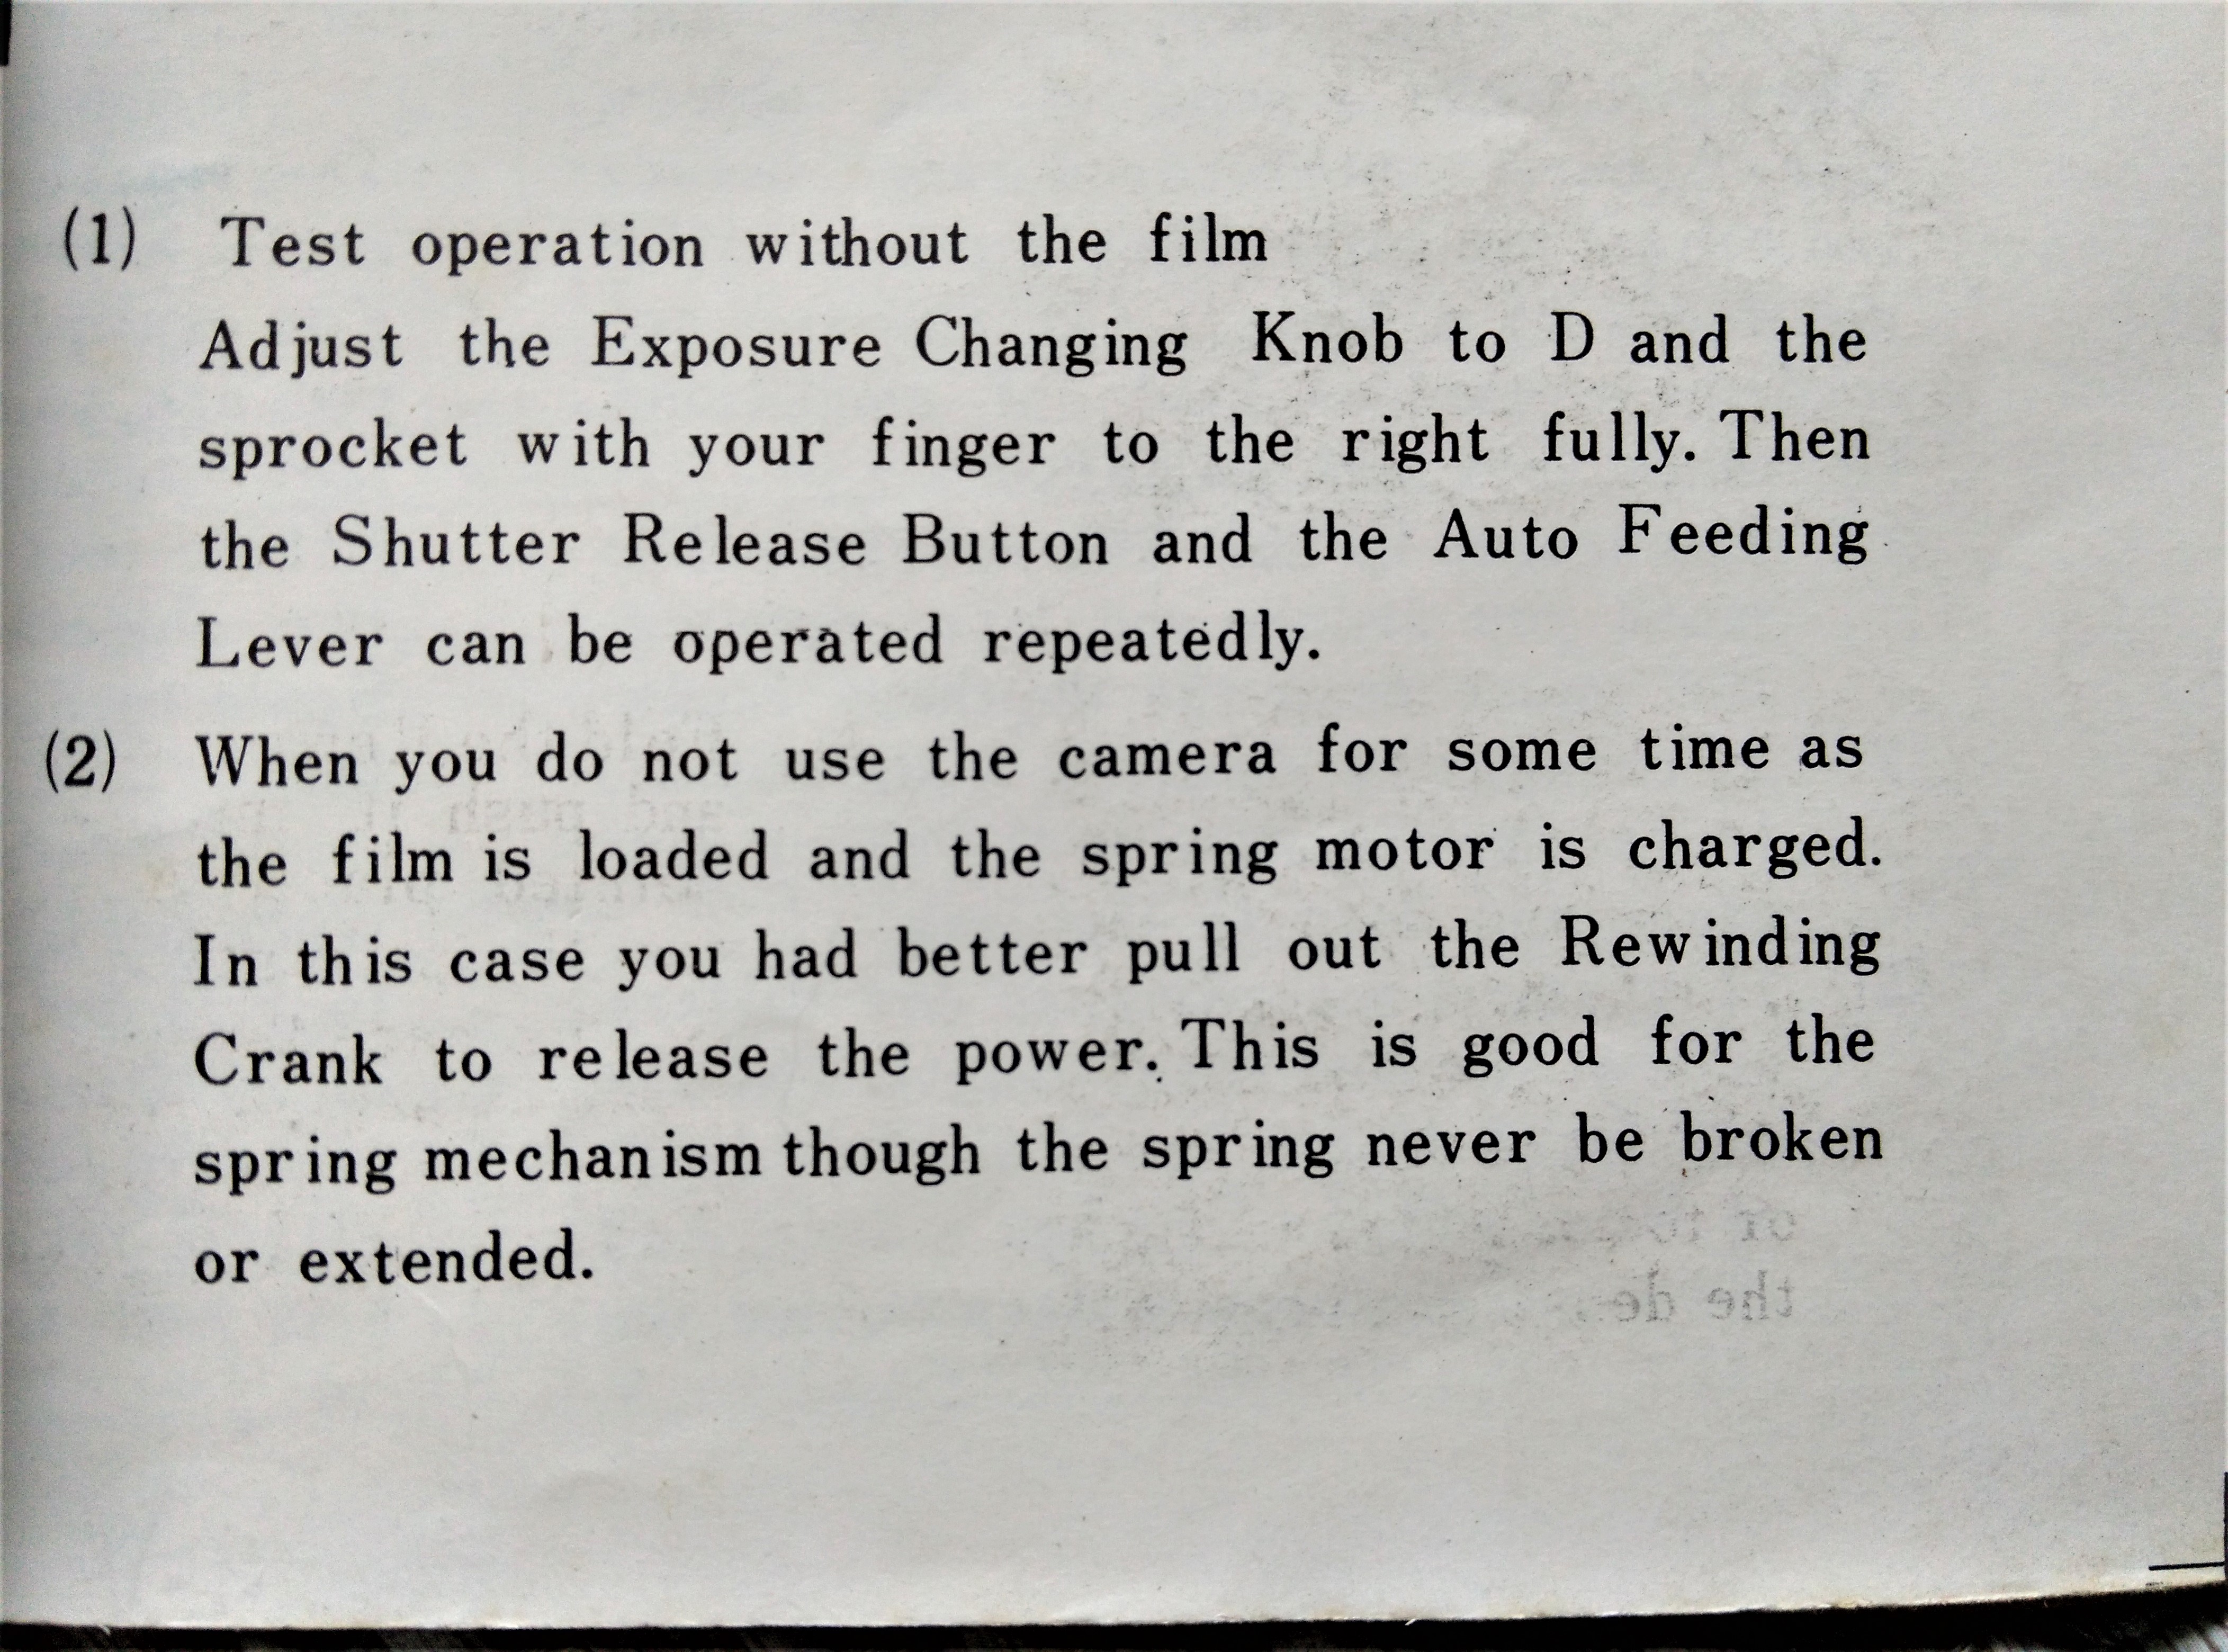 (1) Test operation without the film
Adjust the Exposure Changing Knob to D and the
sprocket with your finger to the right fully. Then
the Shutter Release Button and the Auto Feeding
Lever can be operated repeatedly.
(2) When you do not use the camera for some time as
the film is loaded and the spring motor is charged.
In this case you had better pull out the Rewinding
Crank to release the power. This is good for the
spring mechanism though the spring never be broken
or extended.